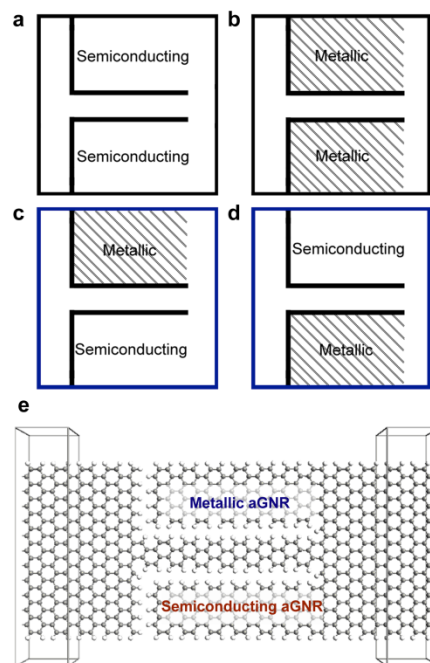 a
Semiconducting
Semiconducting
b
Metallic
Metallic
c
Metallic
Semiconducting
d
Semiconducting
Metallic
e
Metallic aGNR
Semiconducting aGNR